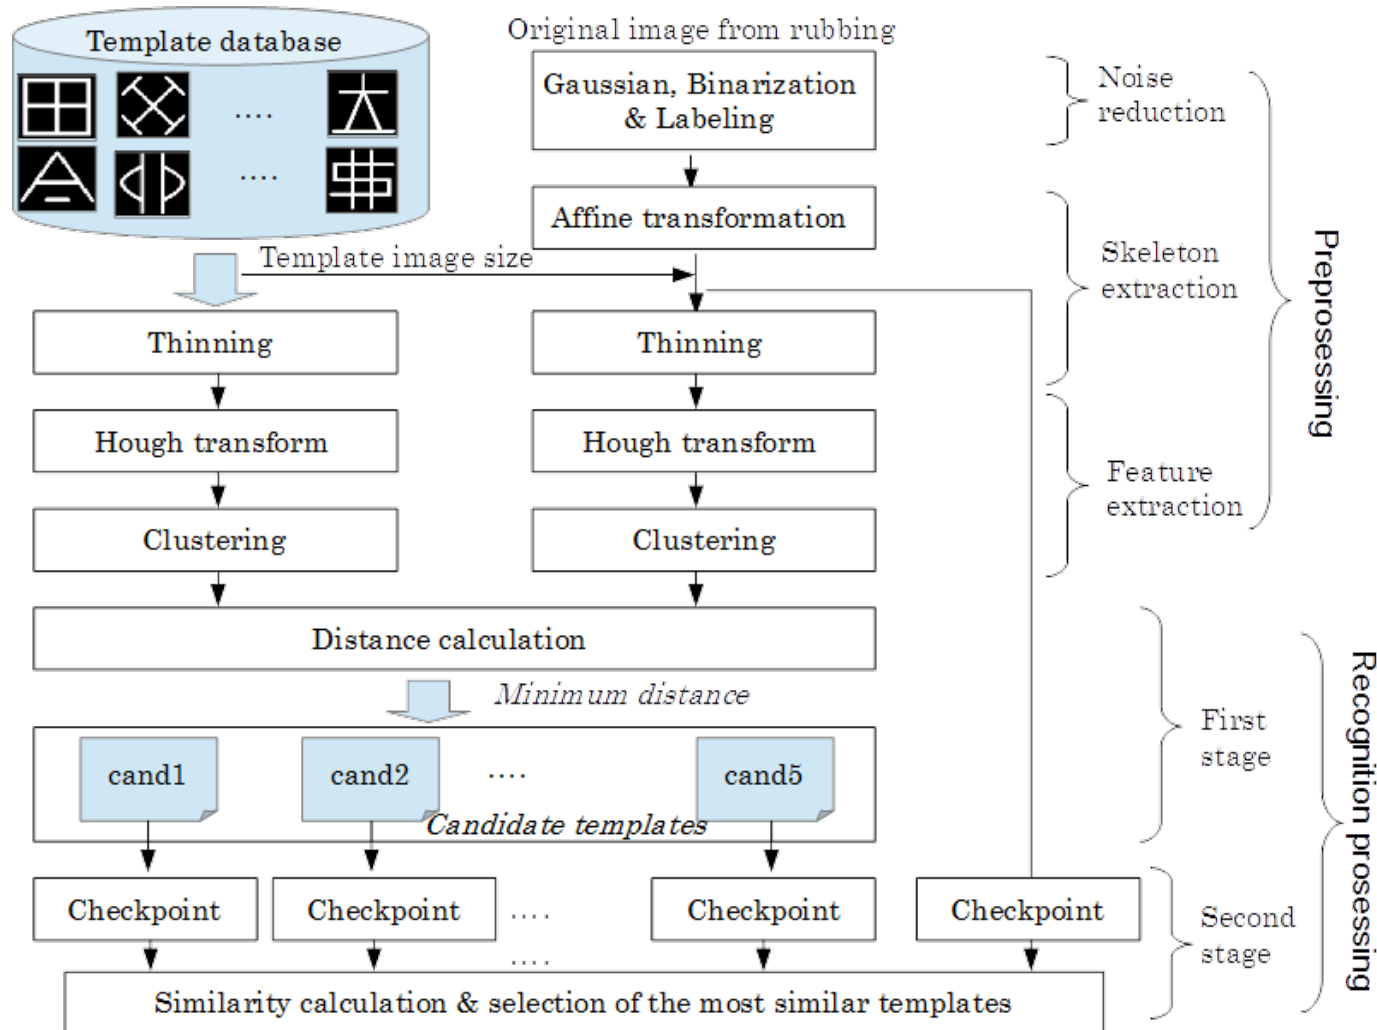 Template database
....
....
Original image from rubbing
Gaussian, Binarization
& Labeling
Noise
reduction
Affine transformation
Template image size
Skeleton
extraction
Preprosessing
Thinning
Thinning
Hough transform
Hough transform
Feature
extraction
Clustering
Clustering
Distance calculation
Minimum distance
First
stage
cand1
cand2
....
cand5
Candidate templates
Recognition prosessing
Checkpoint
Checkpoint
....
Checkpoint
Checkpoint
Second
stage
....
Similarity calculation & selection of the most similar templates